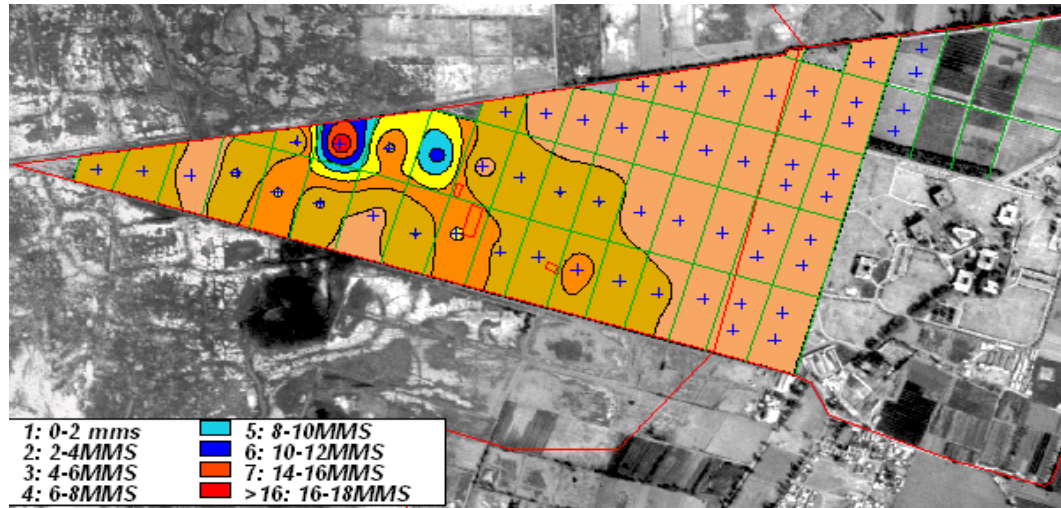 1: 0-2 mms
2: 2-4MMS
3: 4-6MMS
4: 6-8MMS
5: 8-10MMS
6: 10-12MMS
7: 14-16MMS
>16: 16-18MMS